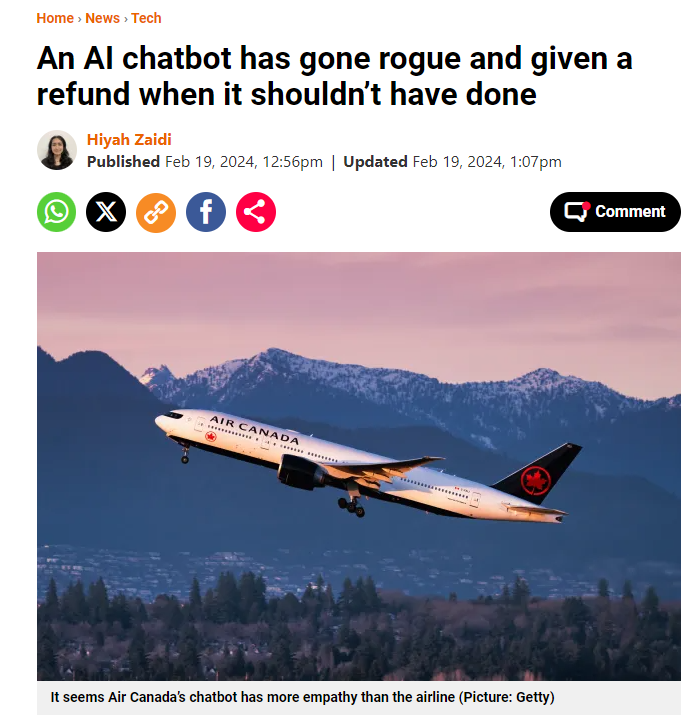 Home › News › Tech
An AI chatbot has gone rogue and given a
refund when it shouldn’t have done
Hiyah Zaidi
Published Feb 19, 2024, 12:56pm | Updated Feb 19, 2024, 1:07pm
Comment
AIR CANADA
It seems Air Canada’s chatbot has more empathy than the airline (Picture: Getty)